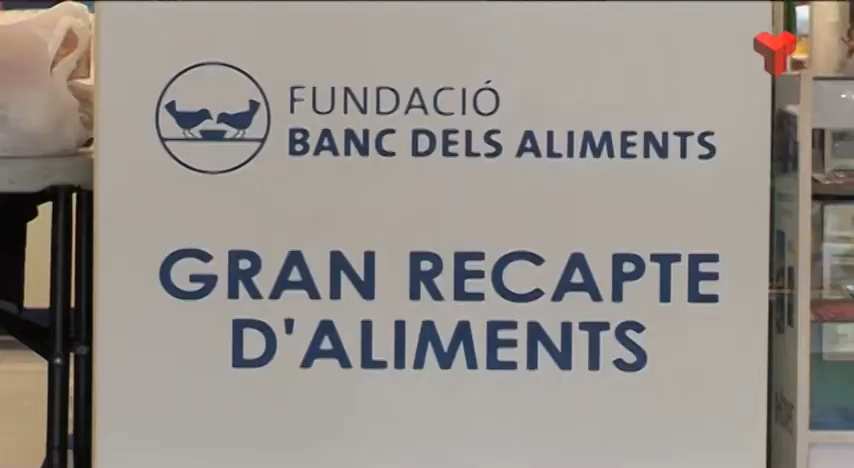 FUNDACIÓ
BANC DELS ALIMENTS
GRAN RECAPTE
D'ALIMENTS